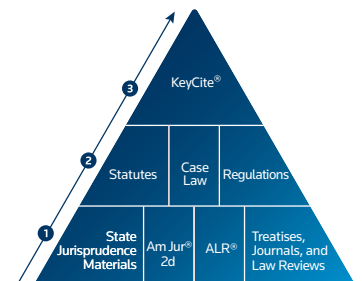 3
KeyCite®
2
Statutes
Case
Law
Regulations
1
State
Jurisprudence
Materials
Am Jur®
2d
ALR®
Treatises,
Journals, and
Law Reviews